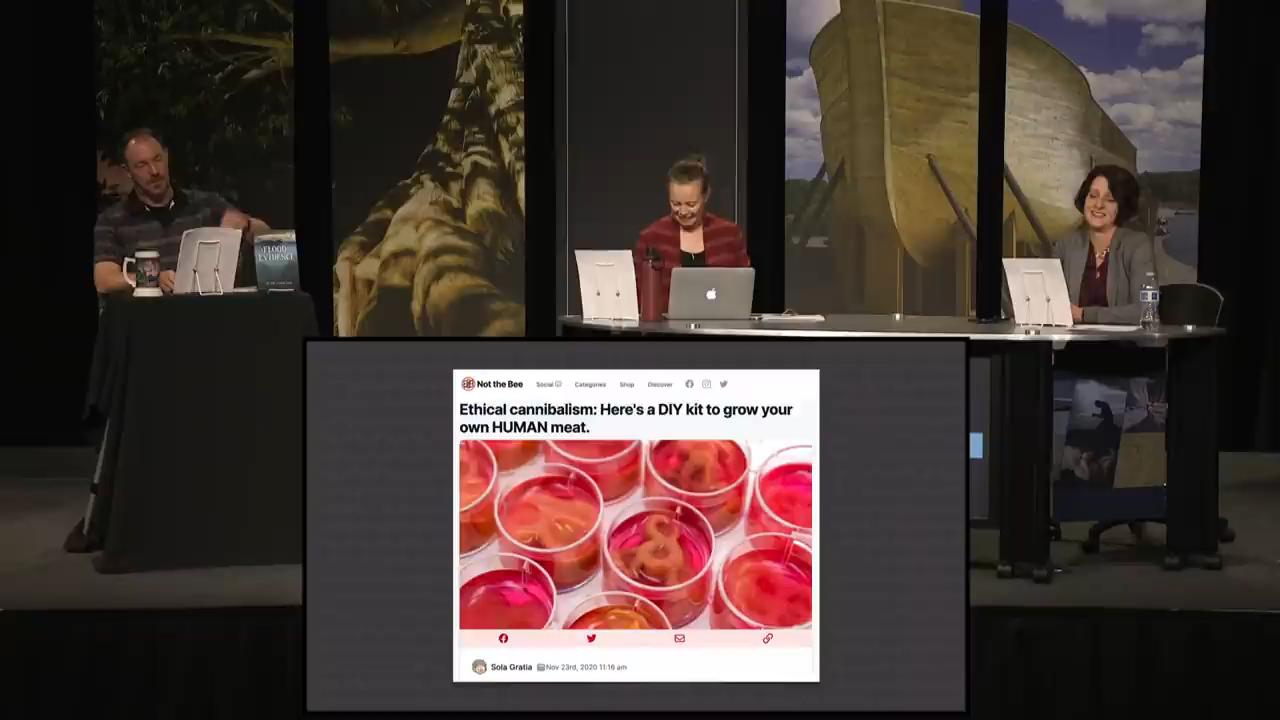 FLOOD
EVIDENCE
Not the Bee
Social
Categories
Shop
Discover
Ethical cannibalism: Here's a DIY kit to grow your
own HUMAN meat.
Sola Gratia
Nov 23rd, 2020 11:16 am